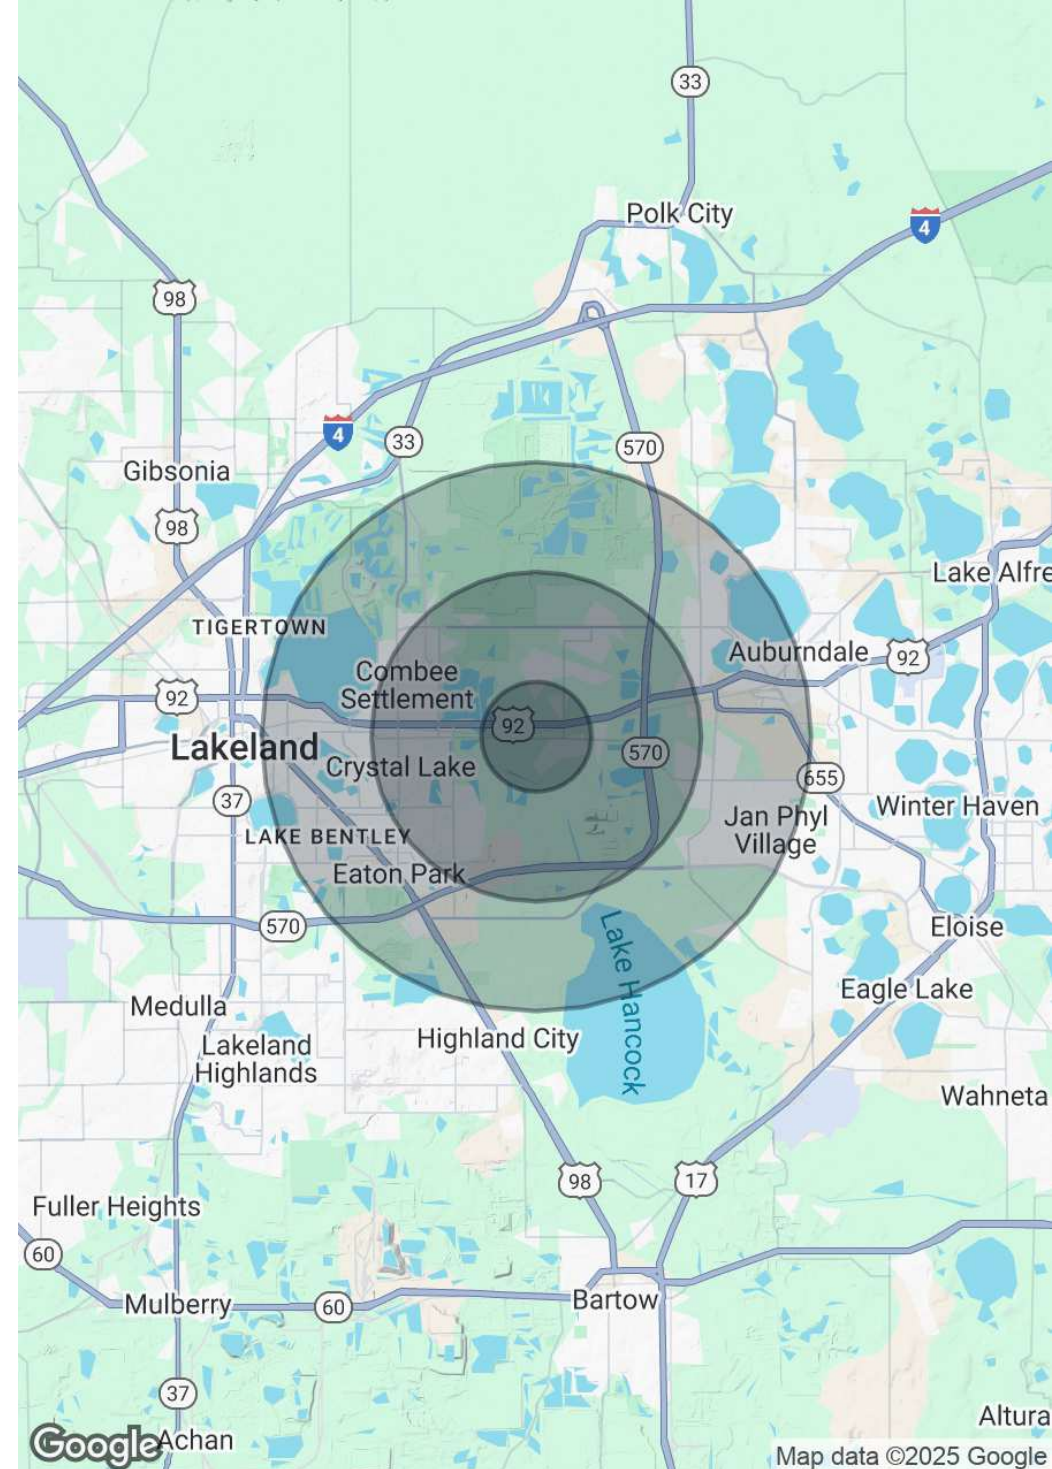 33
Polk City
4
98
4
33
570
Gibsonia
98
Lake Alfre
TIGERTOWN
Auburndale
92
Combee
Settlement
92
92
Lakeland
570
Crystal Lake
655
37
Winter Haven
Jan Phyl
Village
LAKE BENTLEY
Eaton Park
570
Eloise
Lake Hancock
Eagle Lake
Medulla
Highland City
Lakeland
Highlands
Wahneta
98
17
Fuller Heights
60
Mulberry
60
Bartow
37
Altura
Google
Achan
Map data ©2025 Google